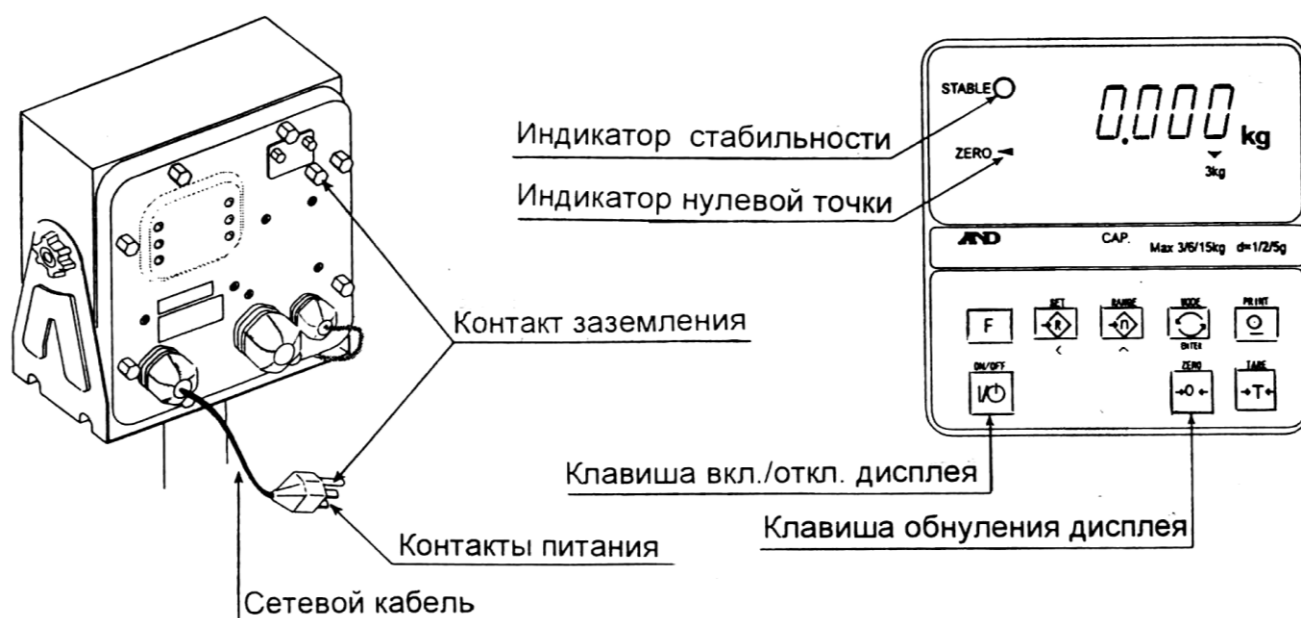 STABLE
0.000 kg
Индикатор стабильности
ZERO
3kg
Индикатор нулевой точки
AND CAP. Max 3/6/15kg d=1/2/5g
Контакт заземления
SET RANGE MODE PRINT
F R n
< ^ ENTER
ON/OFF ZERO TARE
I/ →0← →T←
Клавиша вкл./откл. дисплея
Клавиша обнуления дисплея
Контакты питания
Сетевой кабель